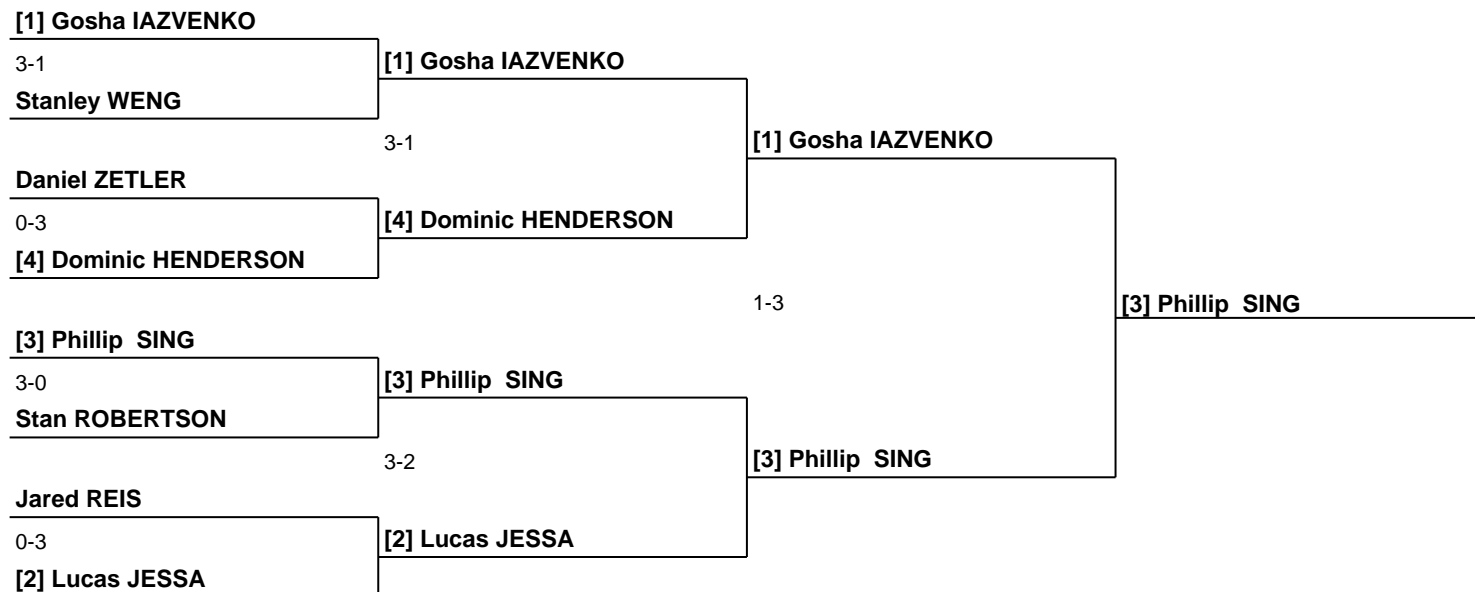 [1] Gosha IAZVENKO
3-1
[1] Gosha IAZVENKO
Stanley WENG
3-1
[1] Gosha IAZVENKO
Daniel ZETLER
0-3
[4] Dominic HENDERSON
[4] Dominic HENDERSON
1-3
[3] Phillip SING
[3] Phillip SING
3-0
[3] Phillip SING
Stan ROBERTSON
3-2
[3] Phillip SING
Jared REIS
0-3
[2] Lucas JESSA
[2] Lucas JESSA